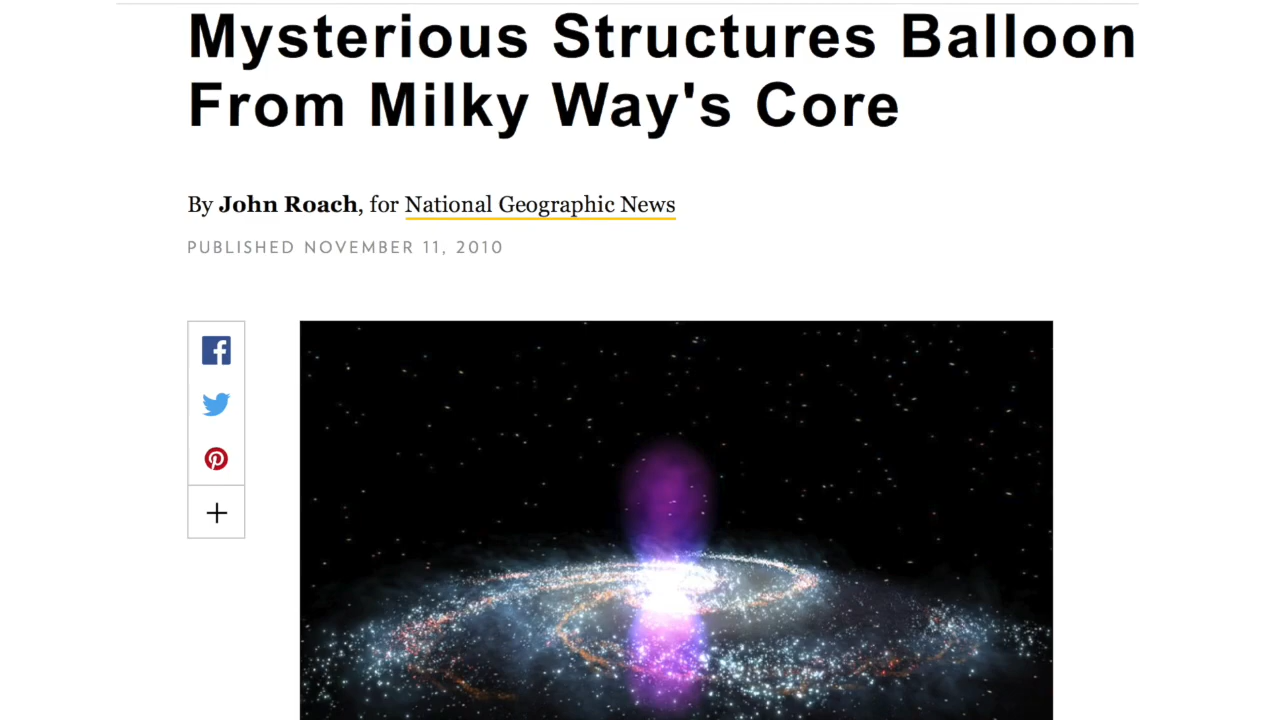 Mysterious Structures Balloon
From Milky Way's Core
By John Roach, for National Geographic News
PUBLISHED NOVEMBER 11, 2010